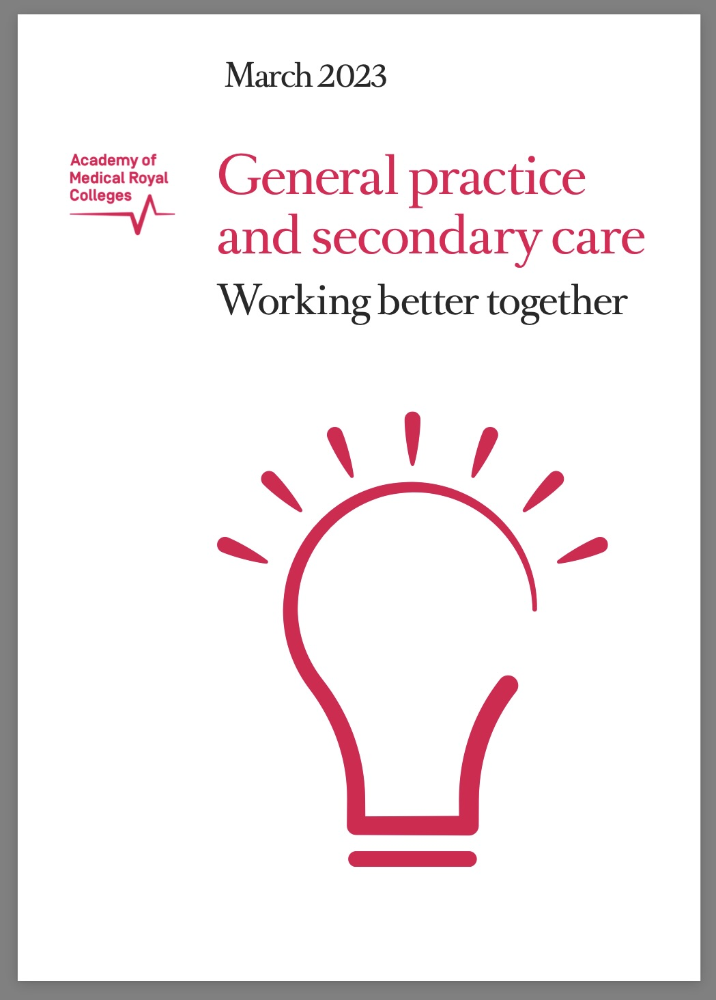 March 2023
Academy of
Medical Royal
Colleges
General practice
and secondary care
Working better together